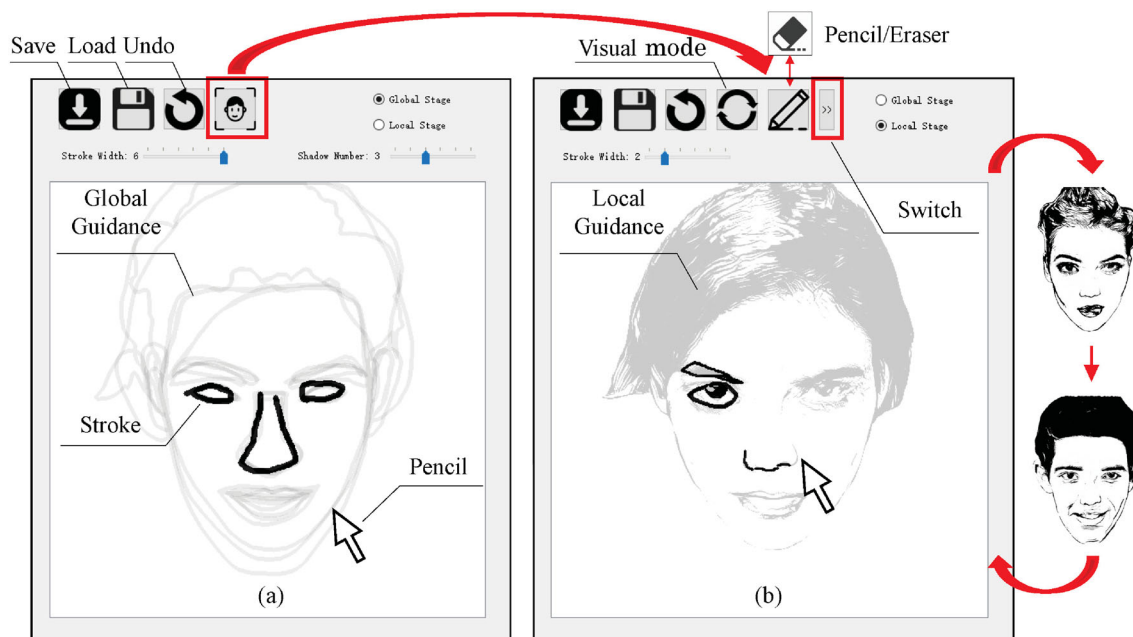 Save Load Undo
Visual mode
Pencil/Eraser
Global Stage
Local Stage
Stroke Width: 6
Shadow Number: 3
Global
Guidance
Stroke
Pencil
(a)
>>
Global Stage
Local Stage
Stroke Width: 2
Local
Guidance
Switch
(b)